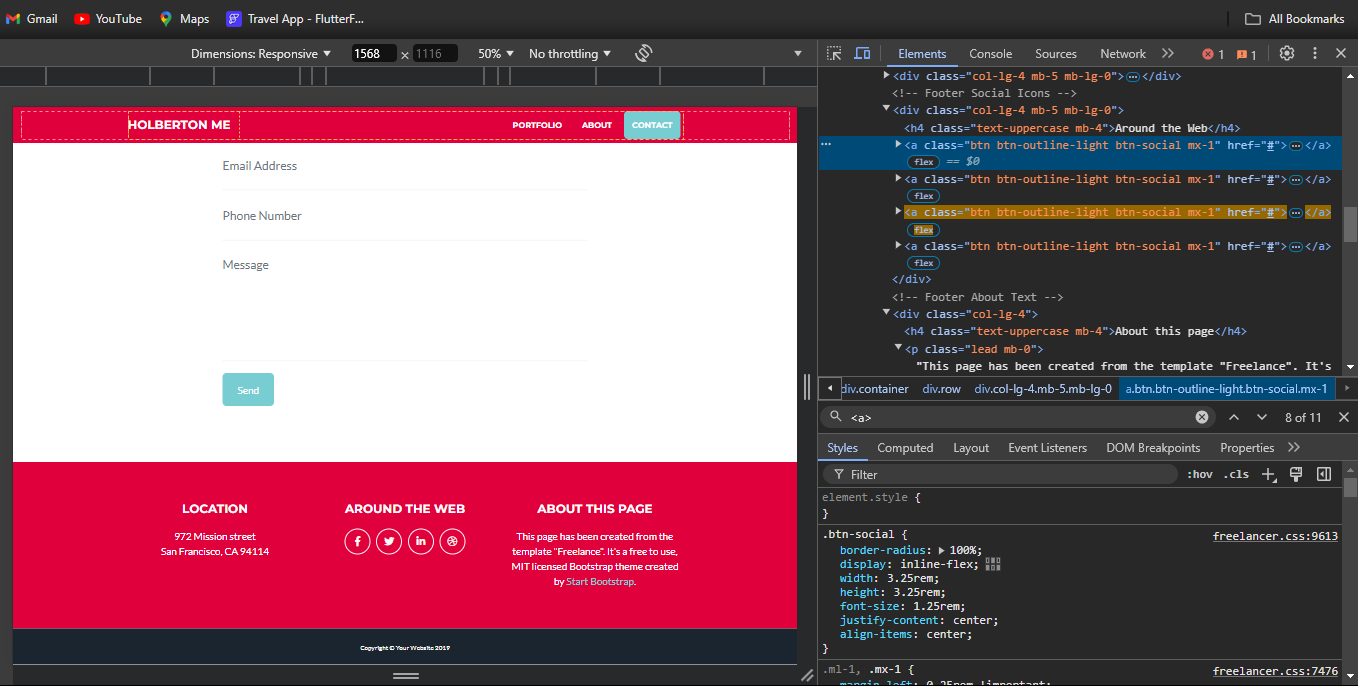 Gmail YouTube Maps Travel App - FlutterF... All Bookmarks
Dimensions: Responsive 1568 × 1116 50% No throttling
HOLBERTON ME PORTFOLIO ABOUT CONTACT
Email Address
Phone Number
Message
Send
LOCATION
972 Mission street
San Francisco, CA 94114
AROUND THE WEB
ABOUT THIS PAGE
This page has been created from the
template "Freelance". It's a free to use,
MIT licensed Bootstrap theme created
by Start Bootstrap.
Copyright © Your Website 2019
Elements Console Sources Network 1 1
<div class="col-lg-4 mb-5 mb-lg-0">…</div>
<!-- Footer Social Icons -->
<div class="col-lg-4 mb-5 mb-lg-0">
<h4 class="text-uppercase mb-4">Around the Web</h4>
<a class="btn btn-outline-light btn-social mx-1" href="#">…</a>
flex == $0
<a class="btn btn-outline-light btn-social mx-1" href="#">…</a>
flex
<a class="btn btn-outline-light btn-social mx-1" href="#">…</a>
flex
<a class="btn btn-outline-light btn-social mx-1" href="#">…</a>
flex
</div>
<!-- Footer About Text -->
<div class="col-lg-4">
<h4 class="text-uppercase mb-4">About this page</h4>
<p class="lead mb-0">
"This page has been created from the template "Freelance". It's
div.container div.row div.col-lg-4.mb-5.mb-lg-0 a.btn.btn-outline-light.btn-social.mx-1
<a> 8 of 11
Styles Computed Layout Event Listeners DOM Breakpoints Properties
Filter :hov .cls
element.style {
}
.btn-social { freelancer.css:9613
border-radius: 100%;
display: inline-flex;
width: 3.25rem;
height: 3.25rem;
font-size: 1.25rem;
justify-content: center;
align-items: center;
}
.ml-1, .mx-1 { freelancer.css:7476
margin-left: 0.25rem !important;